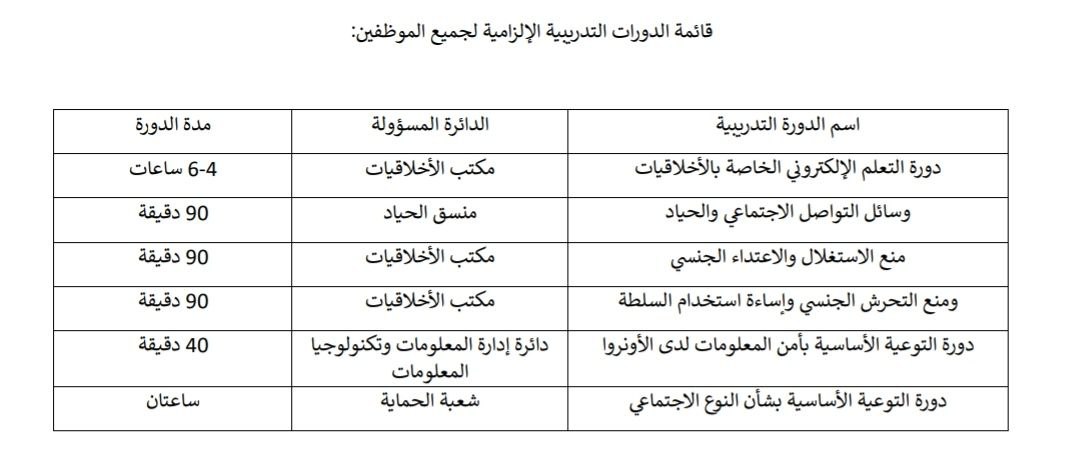 قائمة الدورات التدريبية الإلزامية لجميع الموظفين:
اسم الدورة التدريبية الدائرة المسؤولة مدة الدورة
دورة التعلم الإلكتروني الخاصة بالأخلاقيات مكتب الأخلاقيات 4-6 ساعات
وسائل التواصل الاجتماعي والحياد منسق الحياد 90 دقيقة
منع الاستغلال والاعتداء الجنسي مكتب الأخلاقيات 90 دقيقة
ومنع التحرش الجنسي وإساءة استخدام السلطة مكتب الأخلاقيات 90 دقيقة
دورة التوعية الأساسية بأمن المعلومات لدى الأونروا دائرة إدارة المعلومات وتكنولوجيا 40 دقيقة
المعلومات
دورة التوعية الأساسية بشأن النوع الاجتماعي شعبة الحماية ساعتان